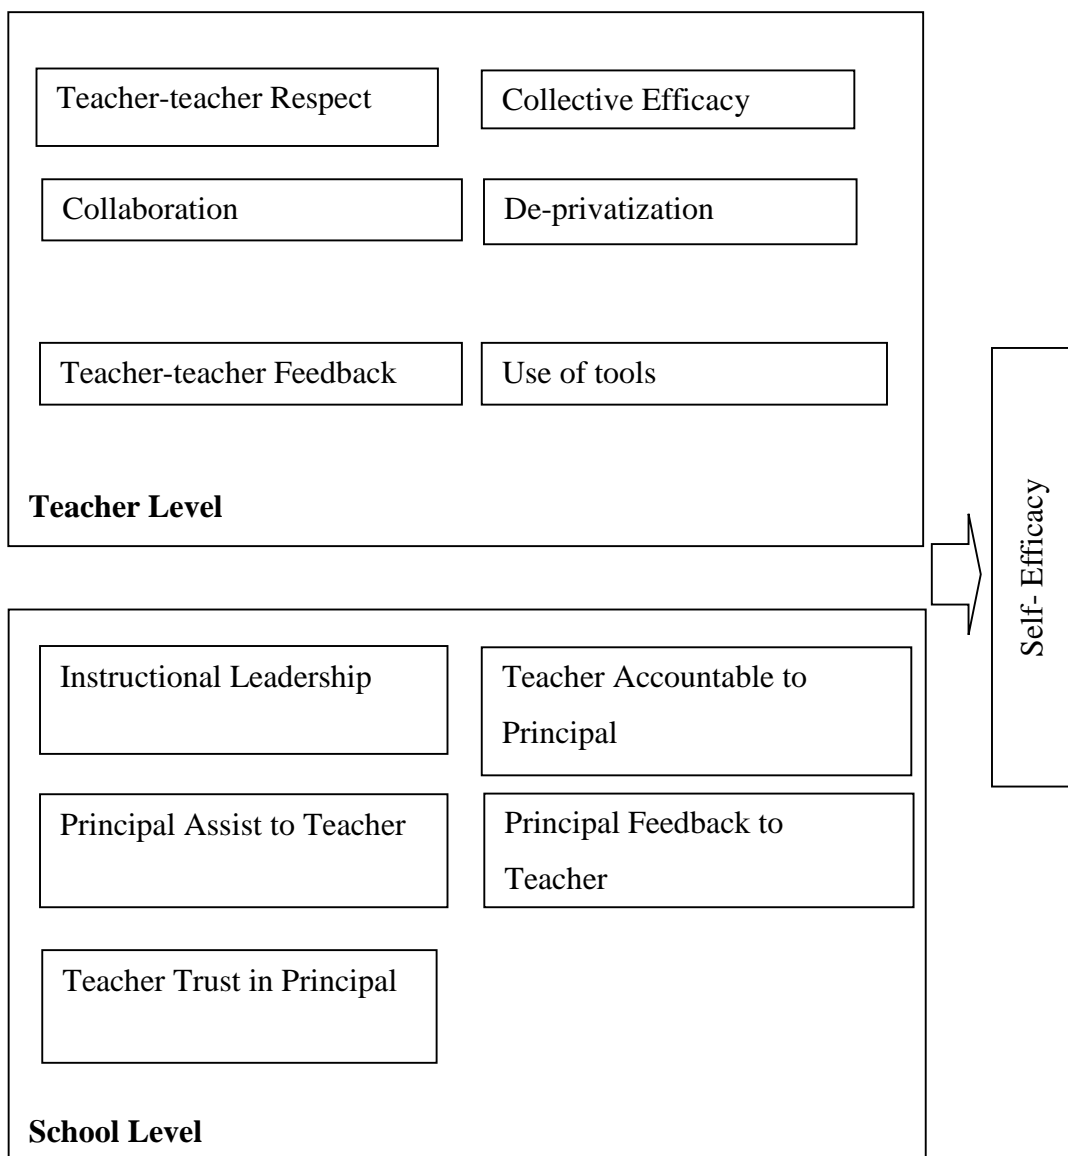 Teacher-teacher Respect
Collective Efficacy
Collaboration
De-privatization
Teacher-teacher Feedback
Use of tools
Teacher Level
Self- Efficacy
Instructional Leadership
Teacher Accountable to
Principal
Principal Assist to Teacher
Principal Feedback to
Teacher
Teacher Trust in Principal
School Level